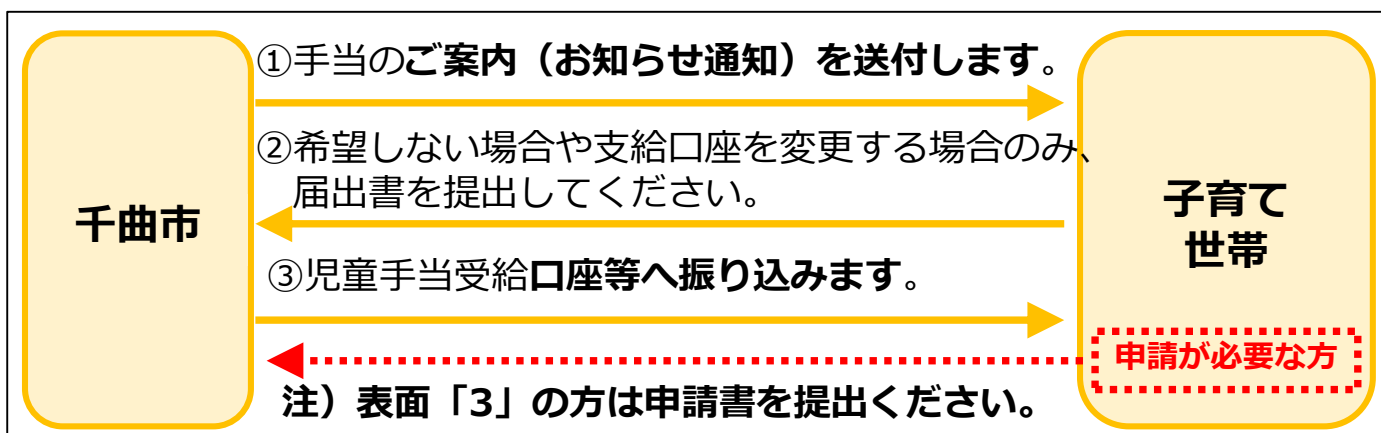 ①手当のご案内（お知らせ通知）を送付します。
②希望しない場合や支給口座を変更する場合のみ、
届出書を提出してください。
千曲市
子育て
世帯
③児童手当受給口座等へ振り込みます。
申請が必要な方
注）表面「3」の方は申請書を提出ください。